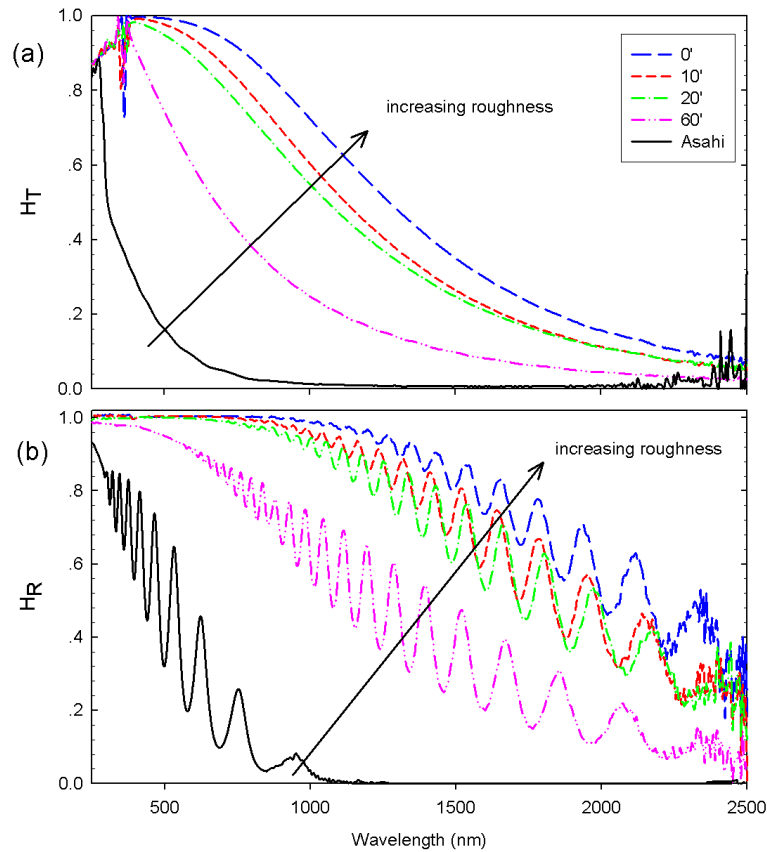 (a)
H_T
1.0
.8
.6
.4
.2
0.0
increasing roughness
0'
10'
20'
60'
Asahi
(b)
H_R
1.0
.8
.6
.4
.2
0.0
increasing roughness
500 1000 1500 2000 2500
Wavelength (nm)